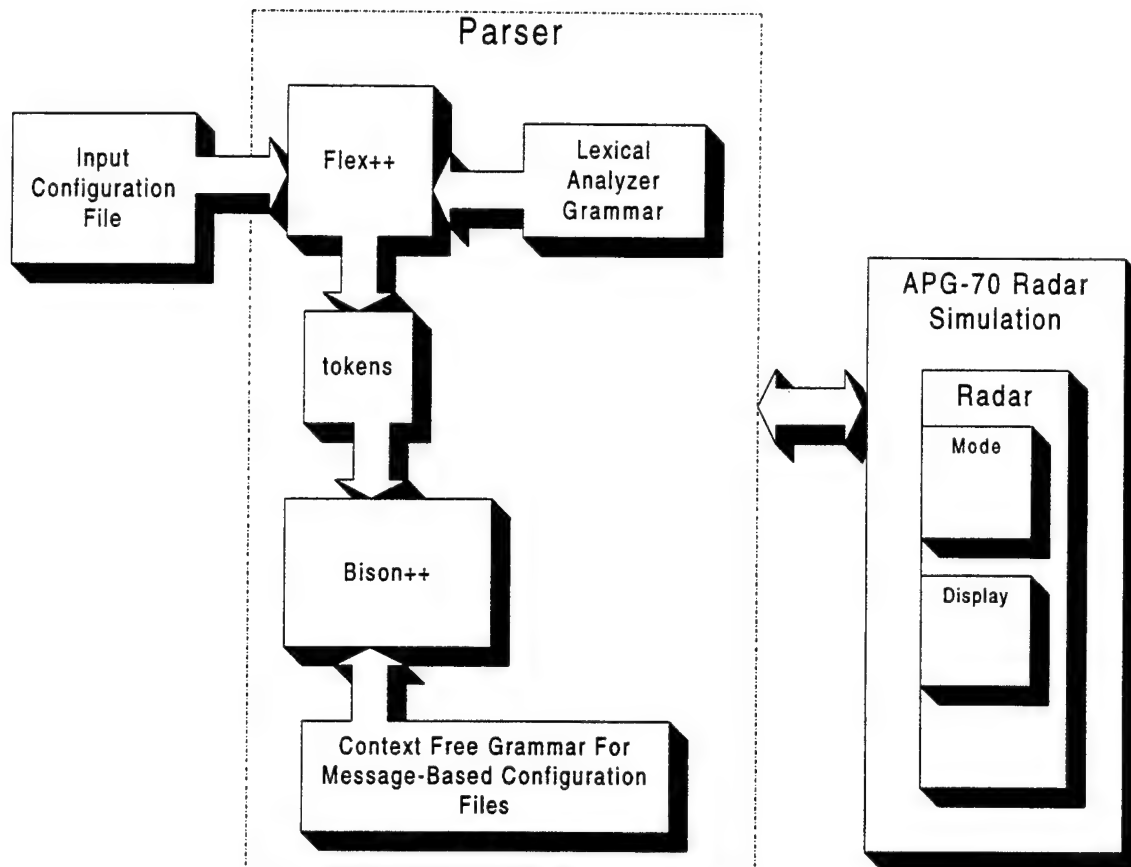 Parser
Input
Configuration
File
Flex++
Lexical
Analyzer
Grammar
tokens
Bison++
Context Free Grammar For
Message-Based Configuration
Files
APG-70 Radar
Simulation
Radar
Mode
Display